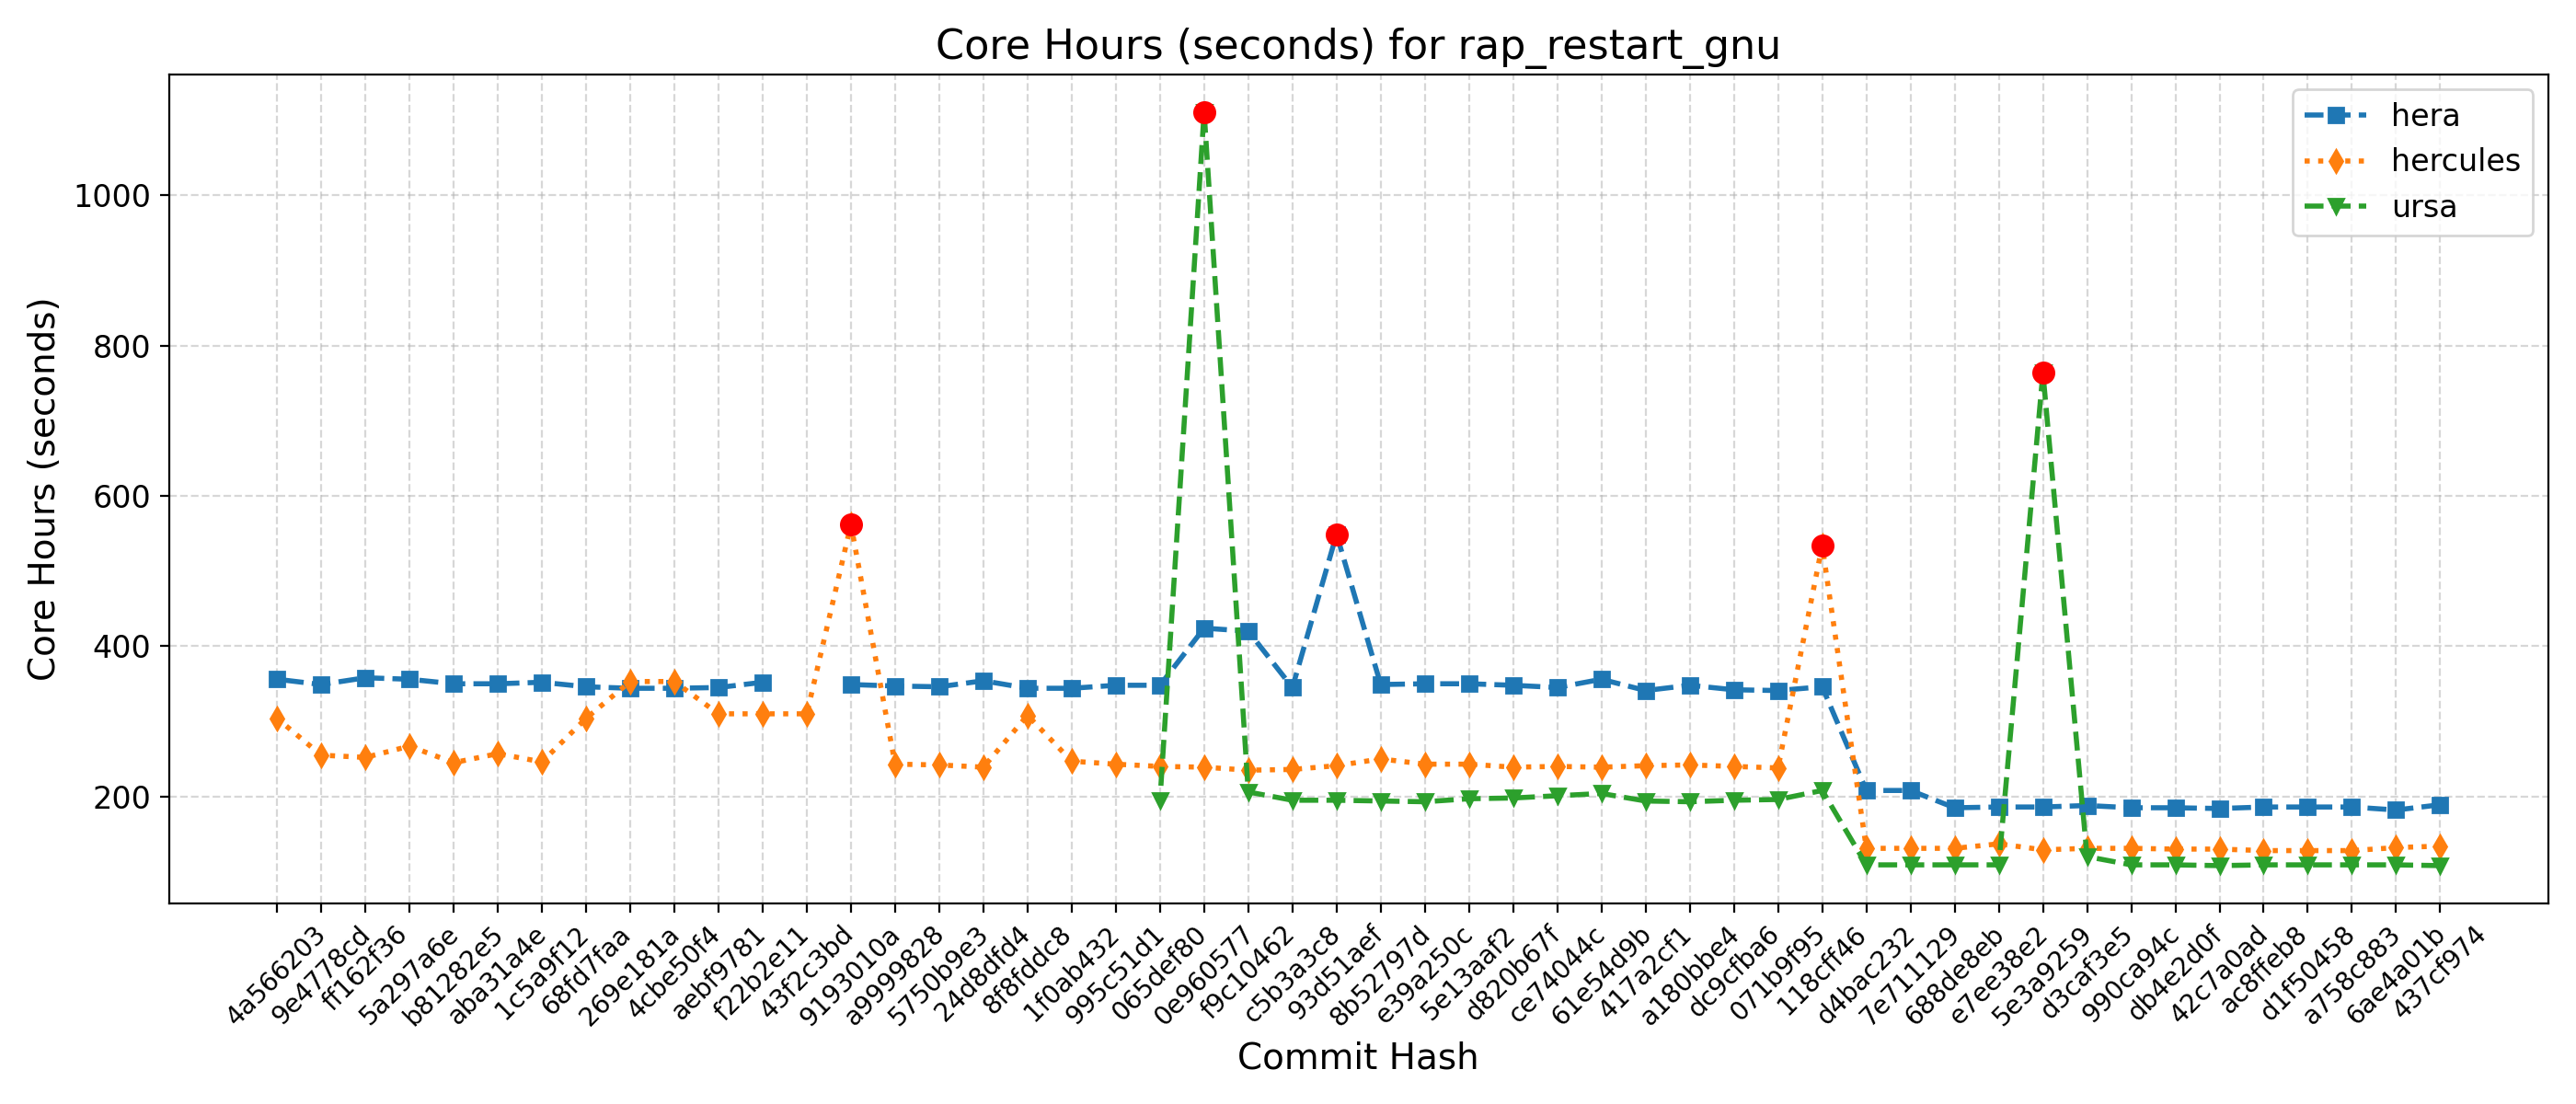 Core Hours (seconds) for rap_restart_gnu
hera
hercules
ursa
Core Hours (seconds)
1000
800
600
400
200
4a566203
9e4778cd
ff162f36
5a297a6e
b81282e5
aba31a4e
1c5a9f12
68fd7faa
269e181a
4cbe50f4
aebf9781
f22b2e11
43f2c3bd
9193010a
a9999828
5750b9e3
24d8dfd4
8f8fddc8
1f0ab432
995c51d1
065def80
0e960577
f9c10462
c5b3a3c8
93d51aef
8b52797d
e39a250c
5e13aaf2
d820b67f
ce74044c
61e54d9b
417a2cf1
a180bbe4
dc9cfba6
071b9f95
118cff46
d4bac232
7e711129
688de8eb
e7ee38e2
5e3a9259
d3caf3e5
990ca94c
db4e2d0f
42c7a0ad
ac8ffeb8
d1f50458
a758c883
6ae4a01b
437cf974
Commit Hash